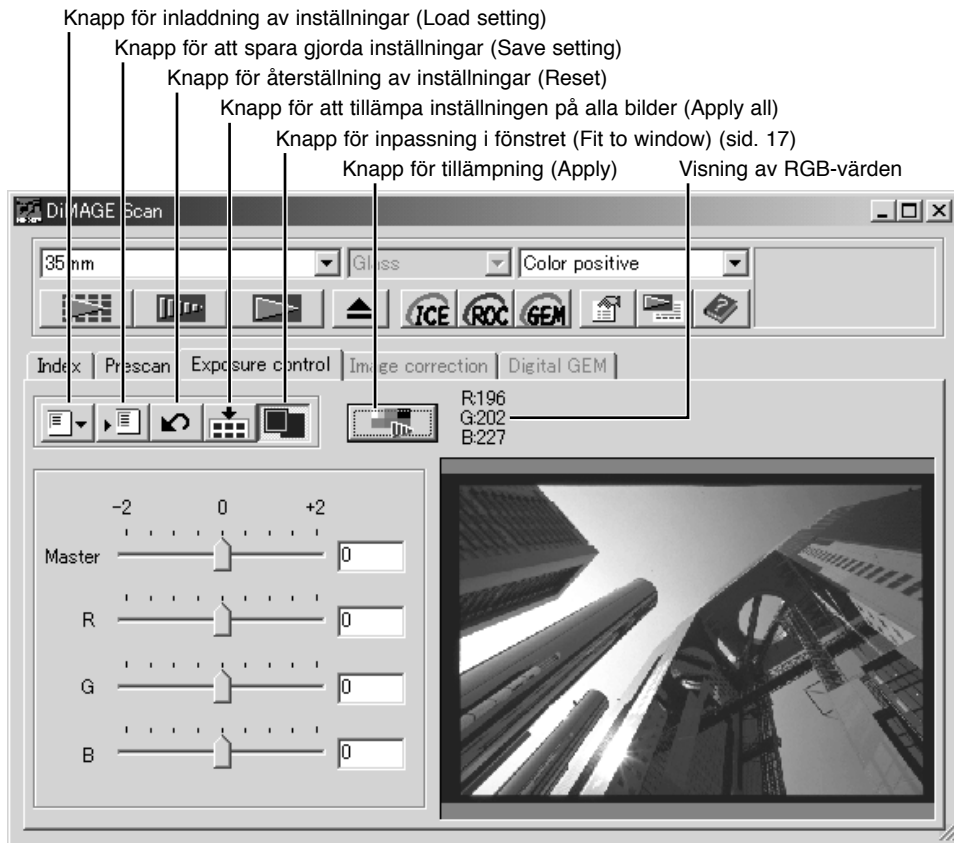 Knapp för inladdning av inställningar (Load setting)
Knapp för att spara gjorda inställningar (Save setting)
Knapp för återställning av inställningar (Reset)
Knapp för att tillämpa inställningen på alla bilder (Apply all)
Knapp för inpassning i fönstret (Fit to window) (sid. 17)
Knapp för tillämpning (Apply) Visning av RGB-värden
DiMAGE Scan
35mm Glass Color positive
ICE ROC GEM
Index Prescan Exposure control Image correction Digital GEM
R:196
G:202
B:227
-2 0 +2
Master 0
R 0
G 0
B 0